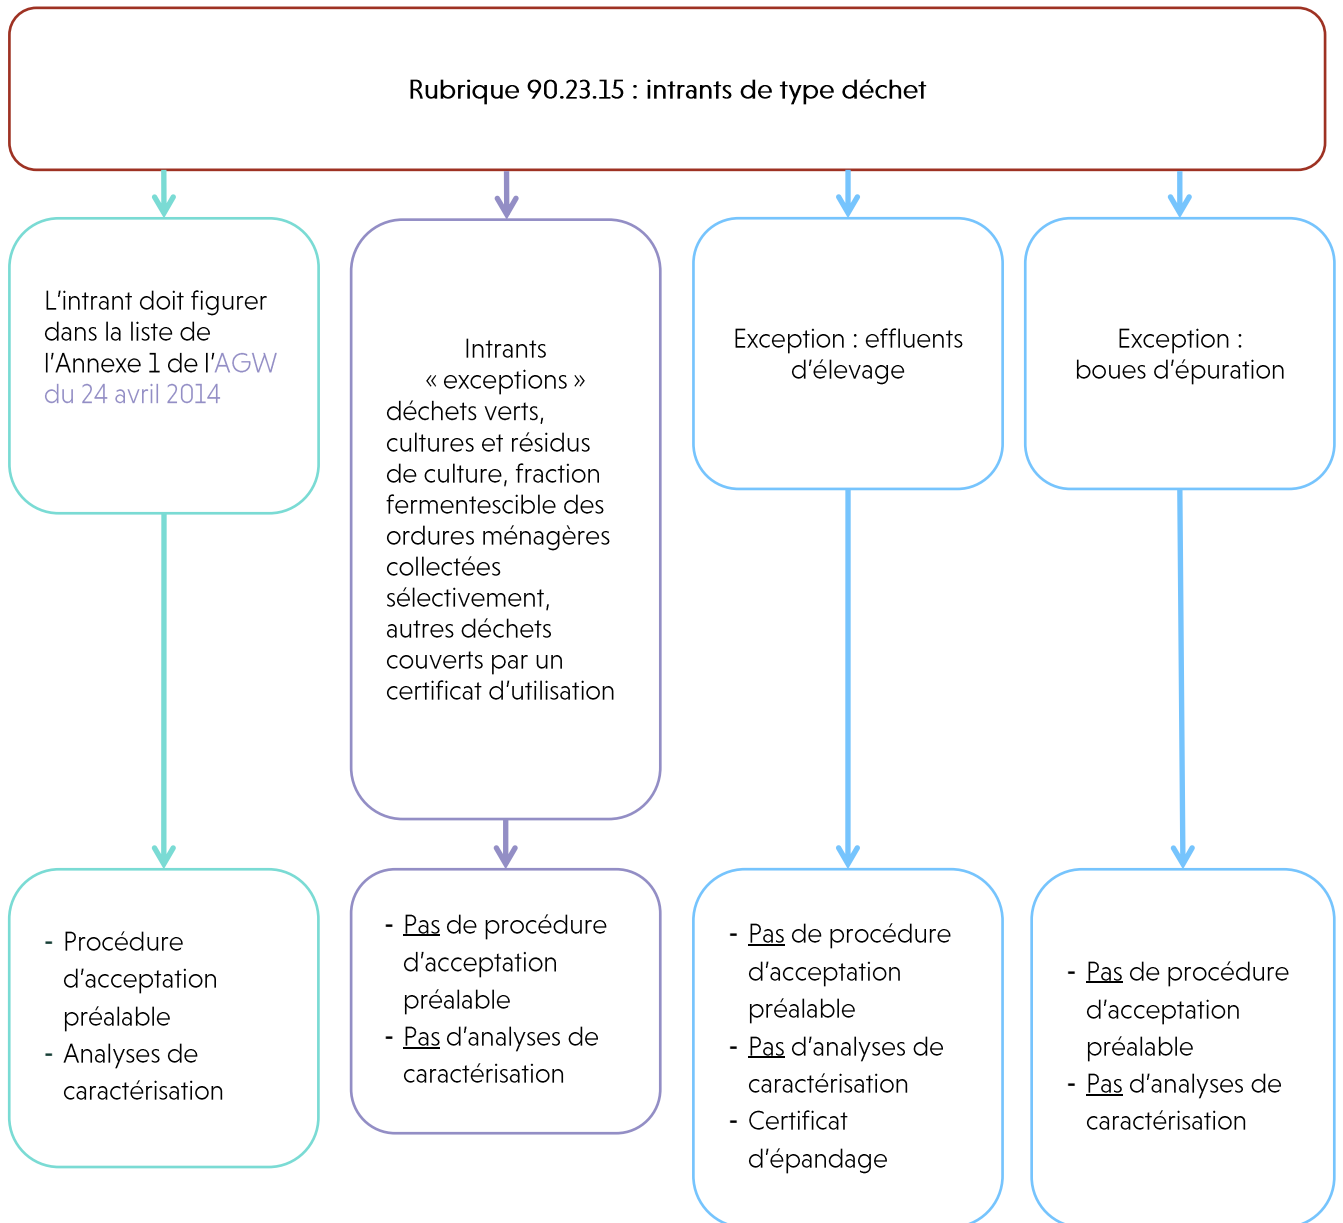 Rubrique 90.23.15 : intrants de type déchet
L'intrant doit figurer
dans la liste de
l'Annexe 1 de l'AGW
du 24 avril 2014
Intrants
« exceptions »
déchets verts,
cultures et résidus
de culture, fraction
fermentescible des
ordures ménagères
collectées
sélectivement,
autres déchets
couverts par un
certificat d'utilisation
Exception : effluents
d'élevage
Exception :
boues d'épuration
- Procédure
d'acceptation
préalable
- Analyses de
caractérisation
- Pas de procédure
d'acceptation
préalable
- Pas d'analyses de
caractérisation
- Pas de procédure
d'acceptation
préalable
- Pas d'analyses de
caractérisation
- Certificat
d'épandage
- Pas de procédure
d'acceptation
préalable
- Pas d'analyses de
caractérisation